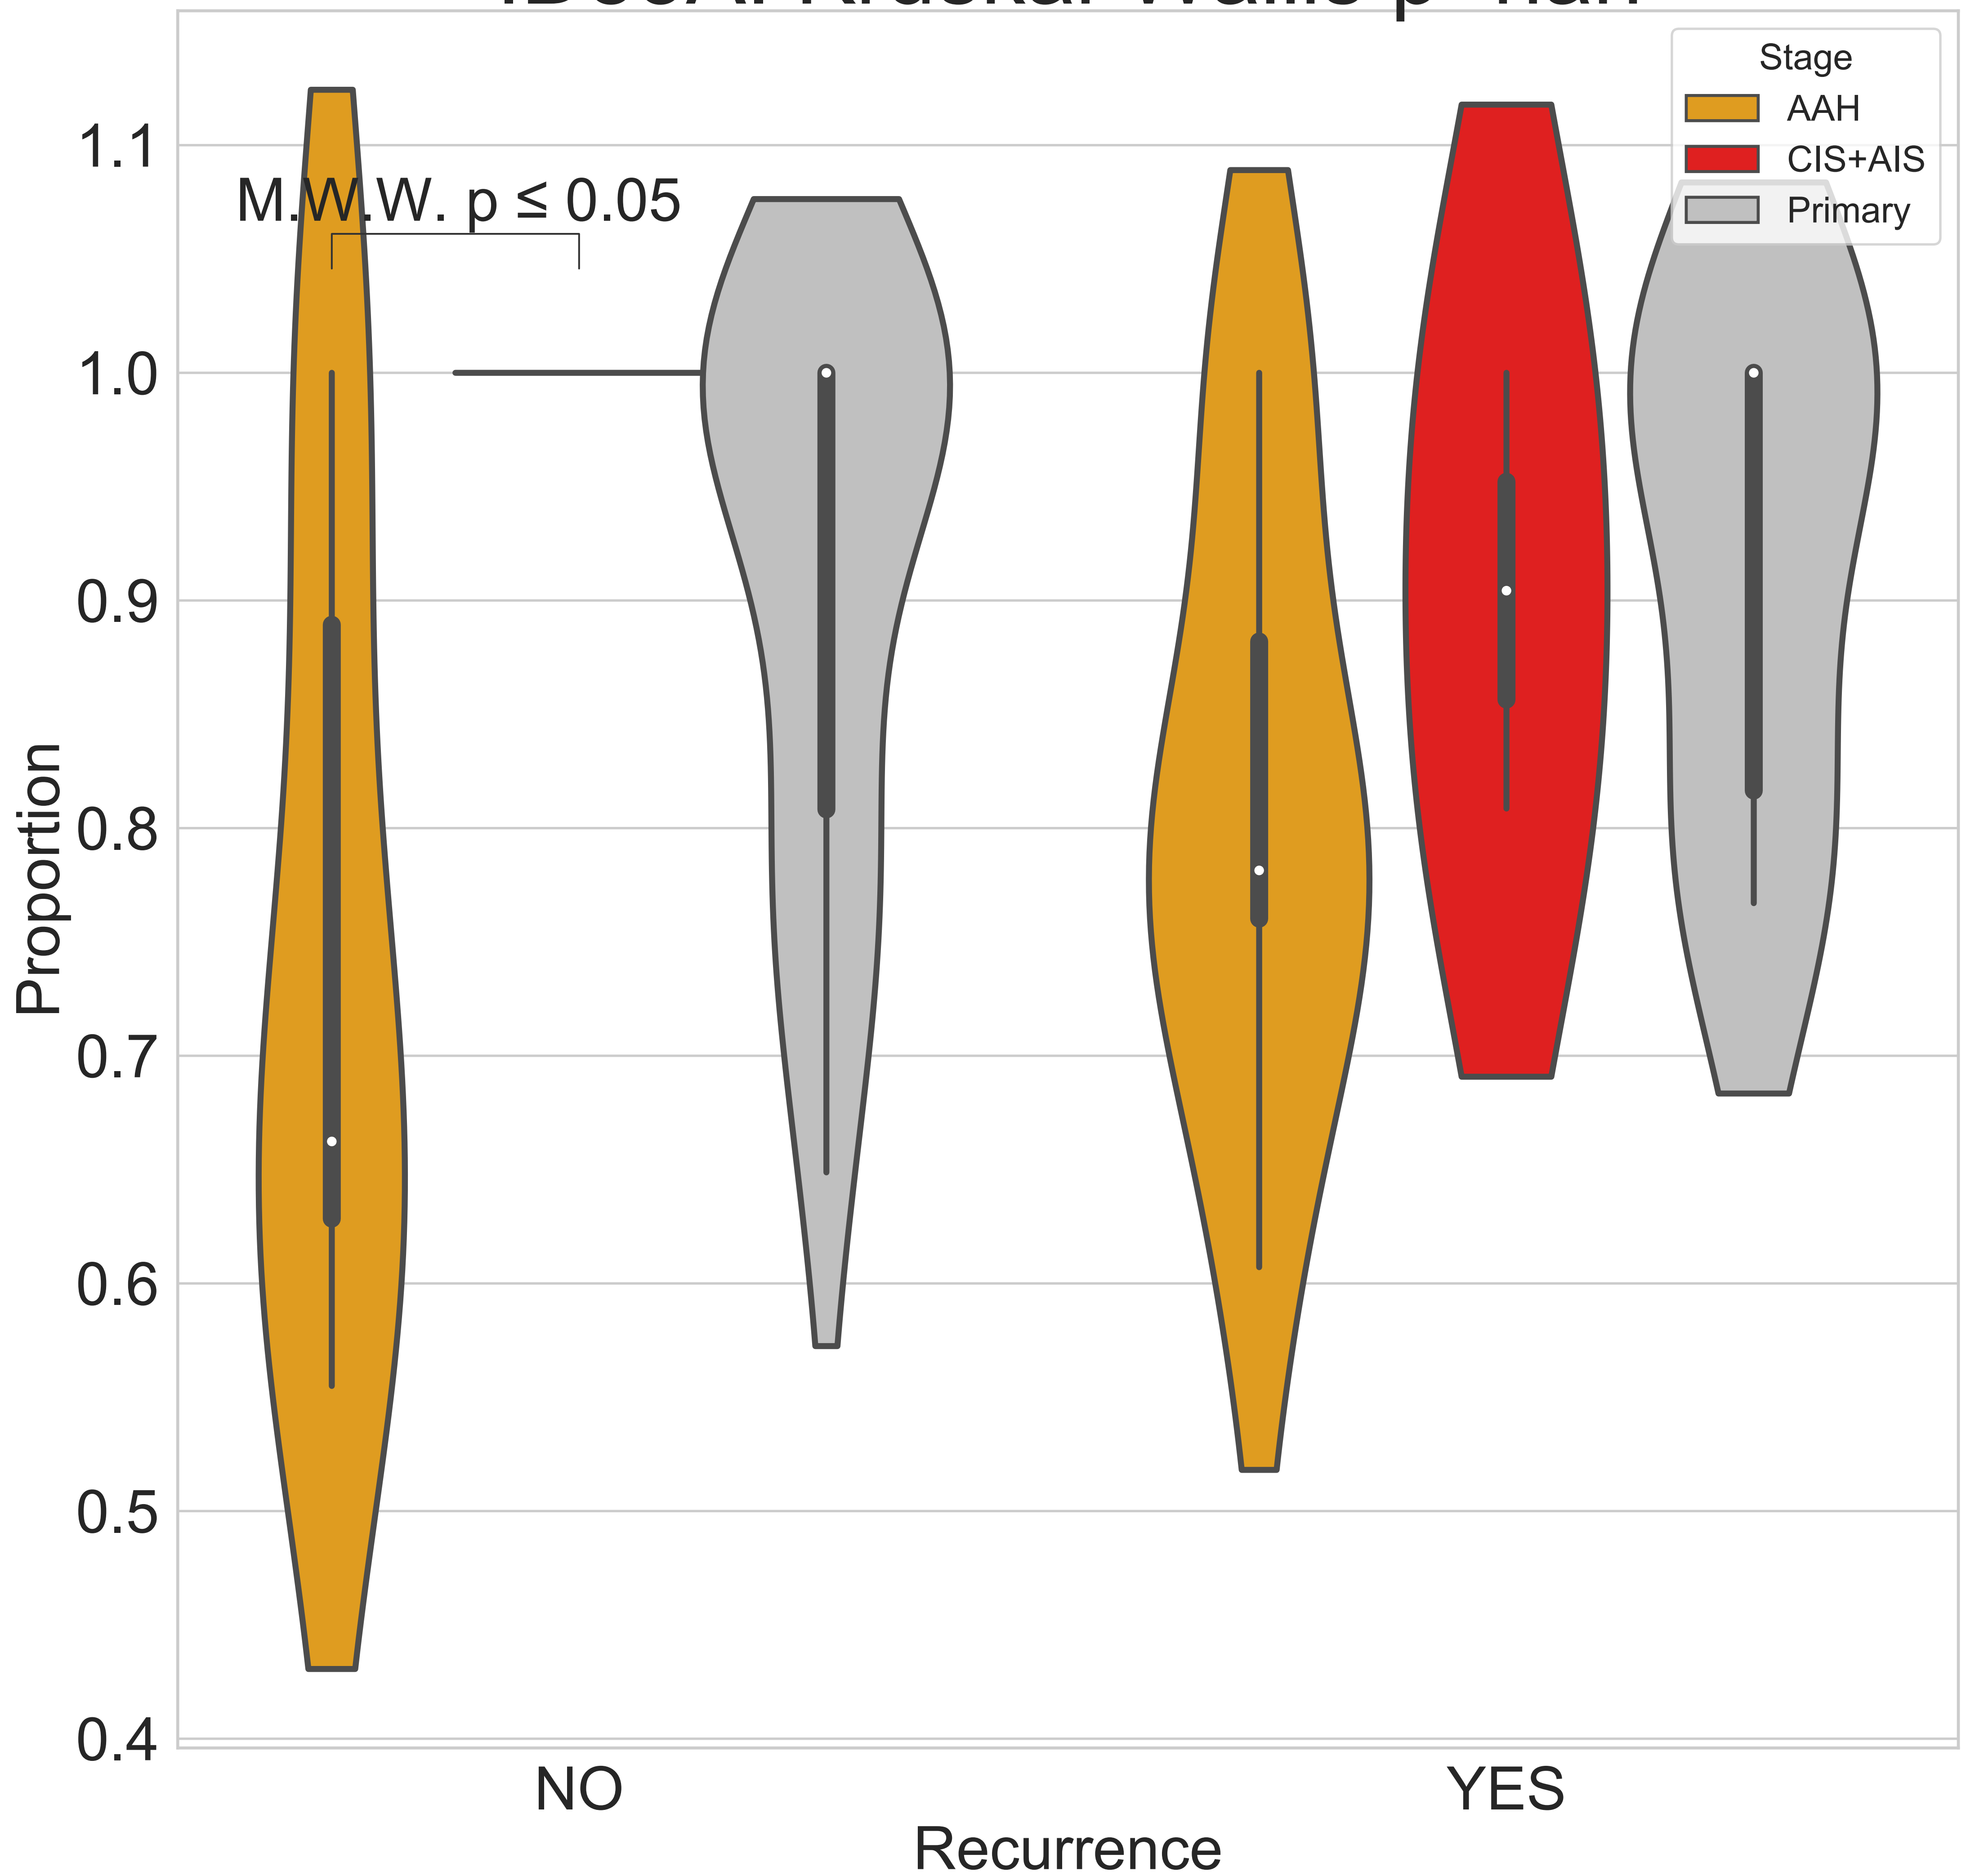 Stage
AAH
CIS+AIS
Primary
M.W.W. p ≤ 0.05
1.1
1.0
0.9
0.8
0.7
0.6
0.5
0.4
Proportion
NO
YES
Recurrence